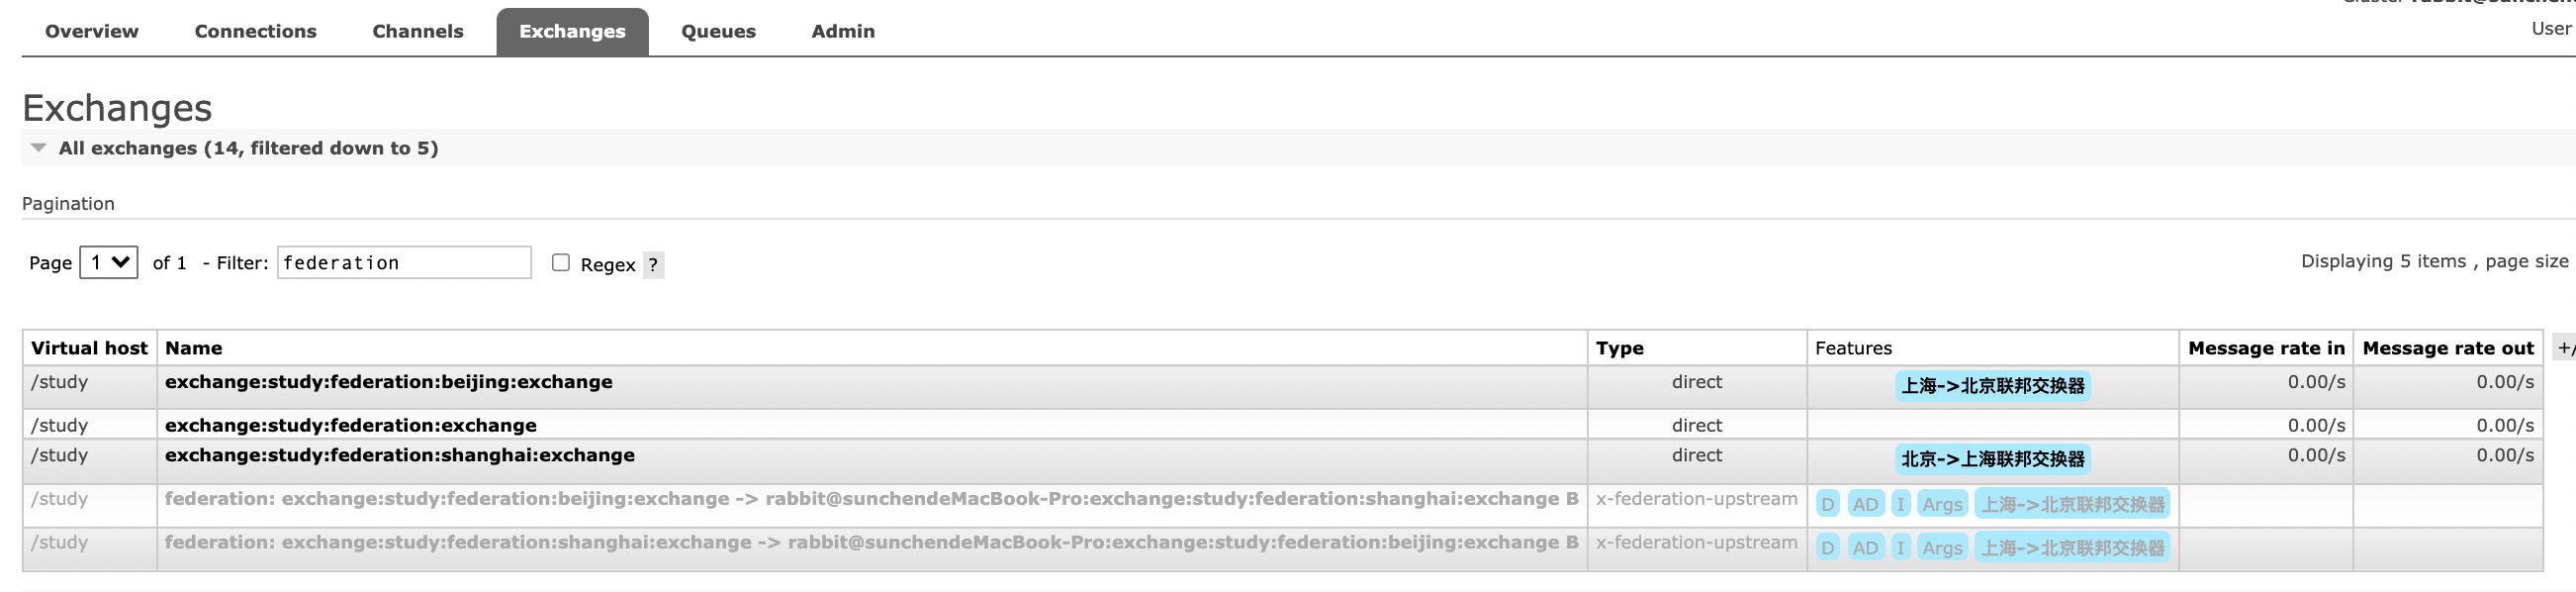 Overview Connections Channels Exchanges Queues Admin
User
Exchanges
All exchanges (14, filtered down to 5)
Pagination
Page 1 of 1 - Filter: federation Regex ? Displaying 5 items , page size
Virtual host Name Type Features Message rate in Message rate out +/
/study exchange:study:federation:beijing:exchange direct 上海->北京联邦交换器 0.00/s 0.00/s
/study exchange:study:federation:exchange direct 0.00/s 0.00/s
/study exchange:study:federation:shanghai:exchange direct 北京->上海联邦交换器 0.00/s 0.00/s
/study federation: exchange:study:federation:beijing:exchange -> rabbit@sunchendeMacBook-Pro:exchange:study:federation:shanghai:exchange B x-federation-upstream D AD I Args 上海->北京联邦交换器
/study federation: exchange:study:federation:shanghai:exchange -> rabbit@sunchendeMacBook-Pro:exchange:study:federation:beijing:exchange B x-federation-upstream D AD I Args 上海->北京联邦交换器